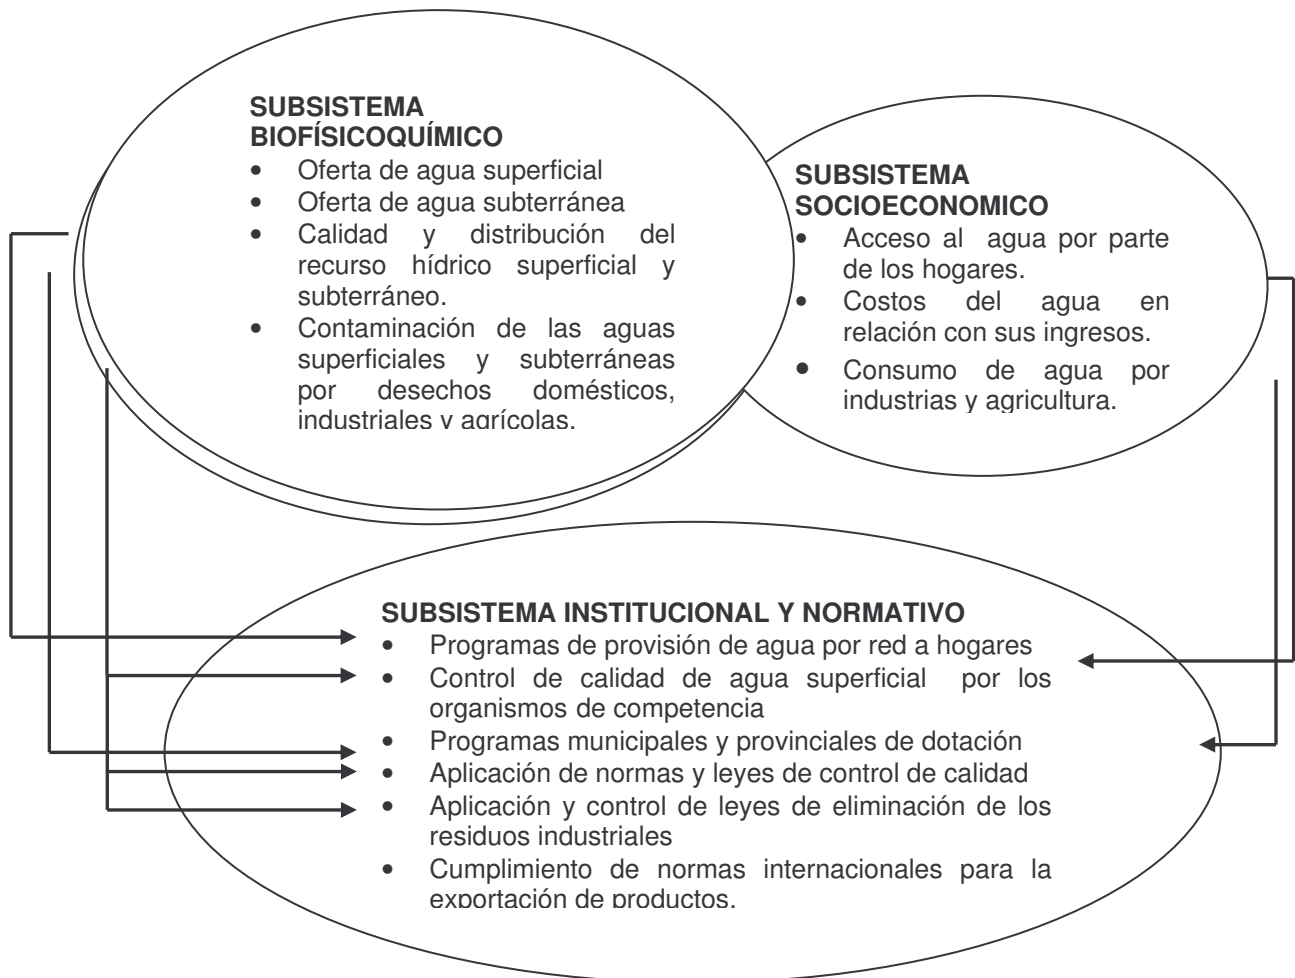 SUBSISTEMA
BIOFÍSICOQUÍMICO
• Oferta de agua superficial
• Oferta de agua subterránea
• Calidad y distribución del
recurso hídrico superficial y
subterráneo.
• Contaminación de las aguas
superficiales y subterráneas
por desechos domésticos,
industriales y agrícolas.
SUBSISTEMA
SOCIOECONOMICO
• Acceso al agua por parte
de los hogares.
• Costos del agua en
relación con sus ingresos.
• Consumo de agua por
industrias y agricultura.
SUBSISTEMA INSTITUCIONAL Y NORMATIVO
• Programas de provisión de agua por red a hogares
• Control de calidad de agua superficial por los
organismos de competencia
• Programas municipales y provinciales de dotación
• Aplicación de normas y leyes de control de calidad
• Aplicación y control de leyes de eliminación de los
residuos industriales
• Cumplimiento de normas internacionales para la
exportación de productos.